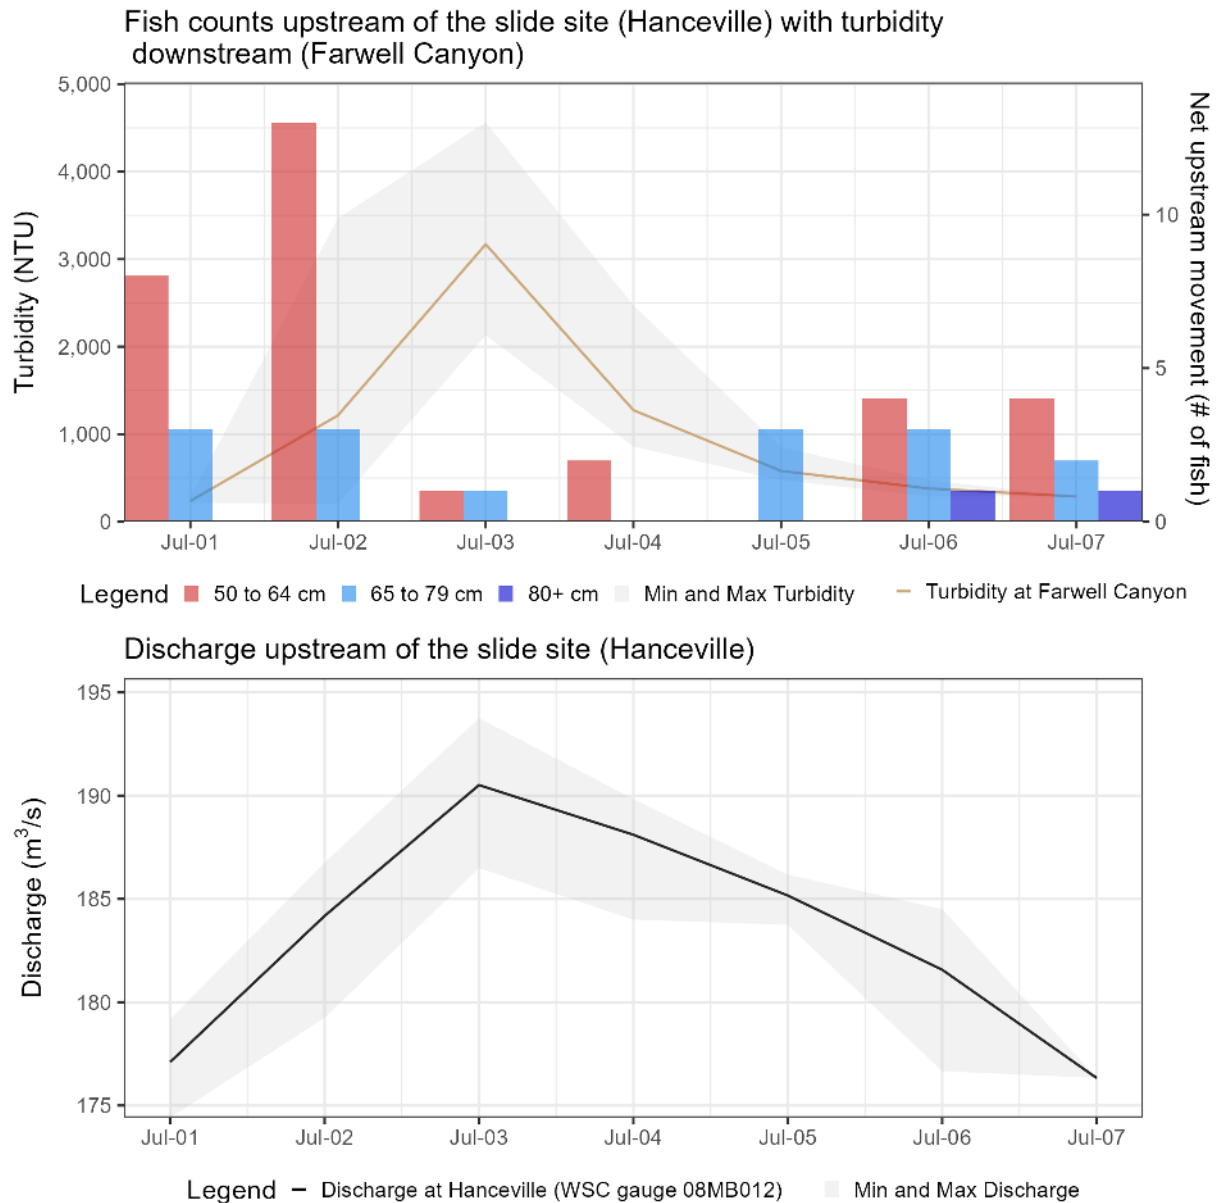 Fish counts upstream of the slide site (Hanceville) with turbidity
downstream (Farwell Canyon)
5,000
4,000
3,000
2,000
1,000
0
Turbidity (NTU)
10
5
0
Net upstream movement (# of fish)
Jul-01 Jul-02 Jul-03 Jul-04 Jul-05 Jul-06 Jul-07
Legend 50 to 64 cm 65 to 79 cm 80+ cm Min and Max Turbidity Turbidity at Farwell Canyon
Discharge upstream of the slide site (Hanceville)
195
190
185
180
175
Discharge (m³/s)
Jul-01 Jul-02 Jul-03 Jul-04 Jul-05 Jul-06 Jul-07
Legend Discharge at Hanceville (WSC gauge 08MB012) Min and Max Discharge